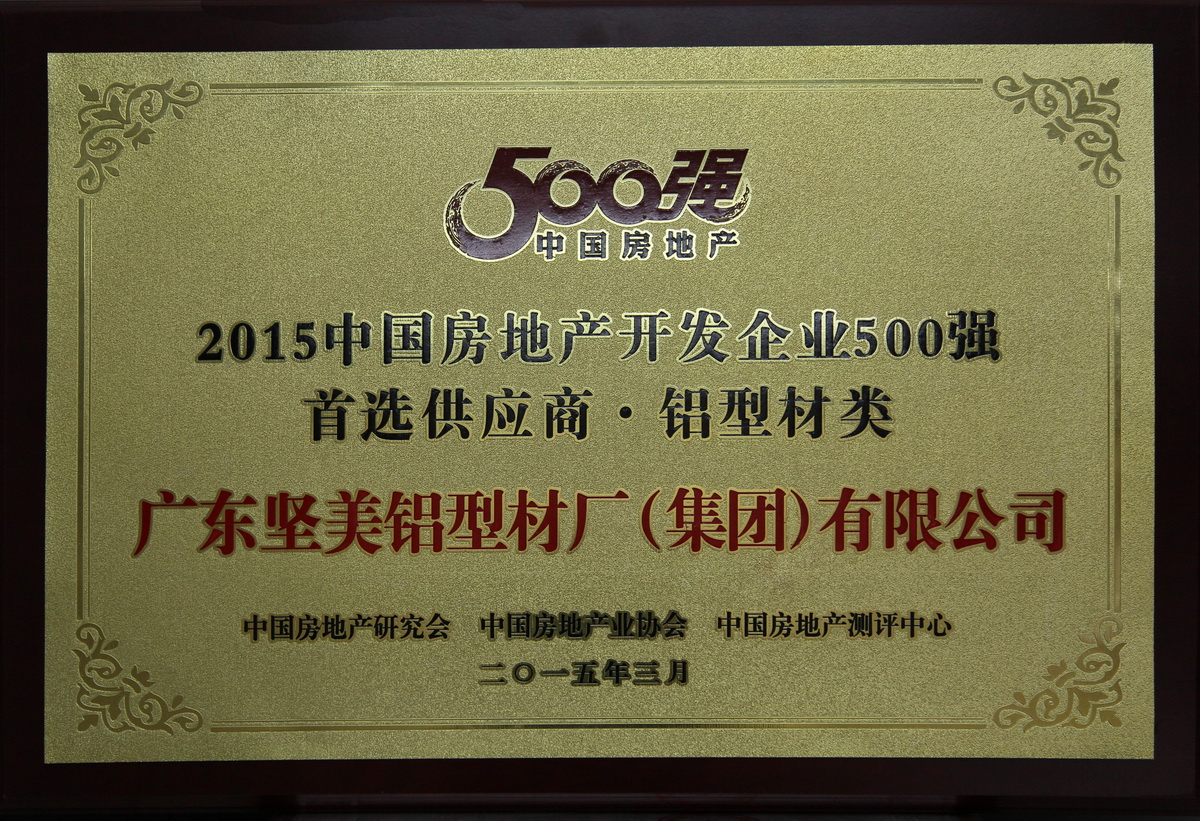 500强
中国房地产
2015中国房地产开发企业500强
首选供应商·铝型材类
广东坚美铝型材厂(集团)有限公司
中国房地产研究会 中国房地产业协会 中国房地产测评中心
二〇一五年三月